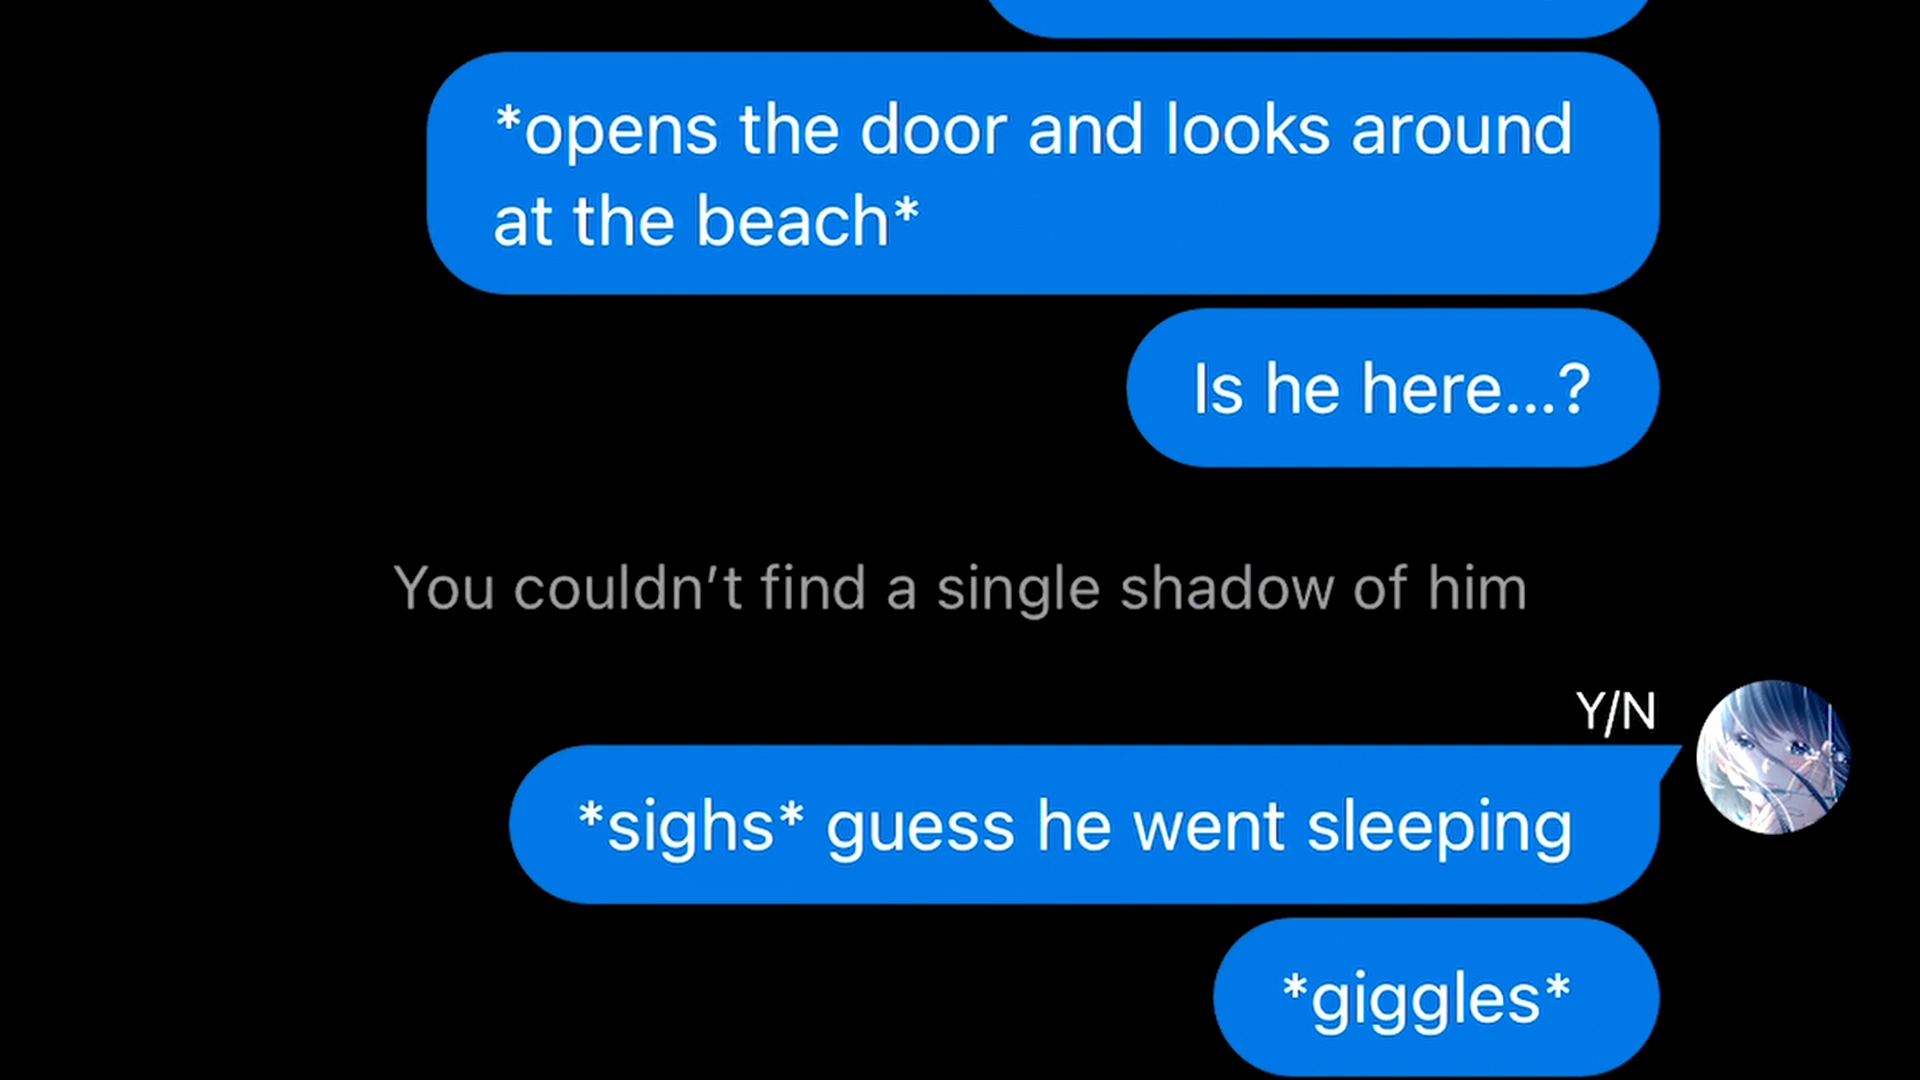 *opens the door and looks around
at the beach*
Is he here...?
You couldn't find a single shadow of him
Y/N
*sighs* guess he went sleeping
*giggles*